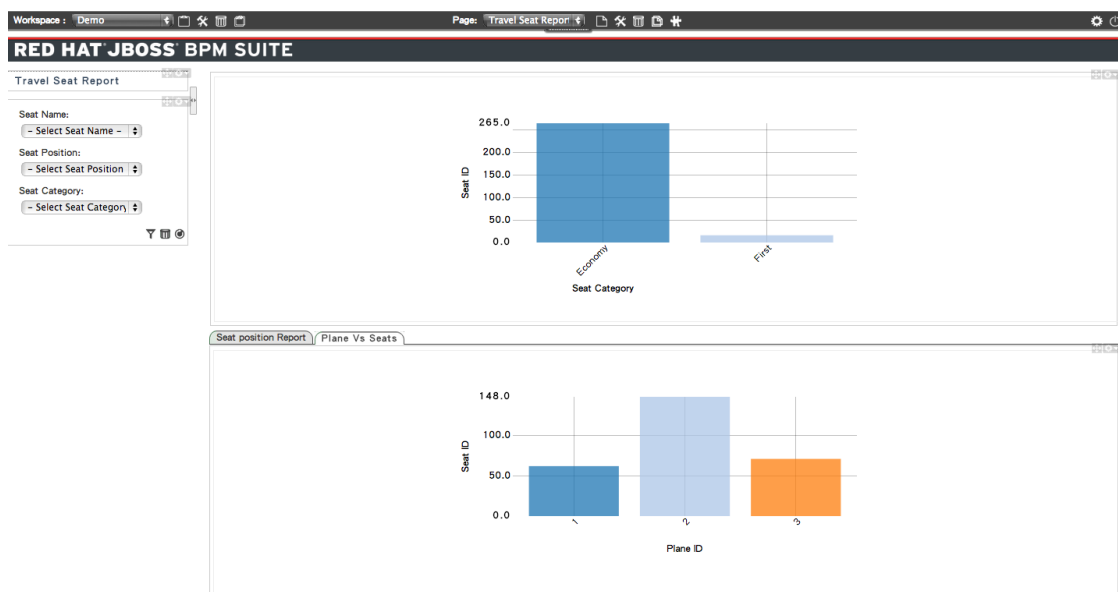 Workspace : Demo Page: Travel Seat Repor
RED HAT JBOSS BPM SUITE
Travel Seat Report
Seat Name:
- Select Seat Name -
Seat Position:
- Select Seat Position
Seat Category:
- Select Seat Category
265.0
200.0
150.0
100.0
50.0
0.0
Seat ID
Economy
First
Seat Category
Seat position Report
Plane Vs Seats
148.0
100.0
50.0
0.0
Seat ID
1
2
3
Plane ID